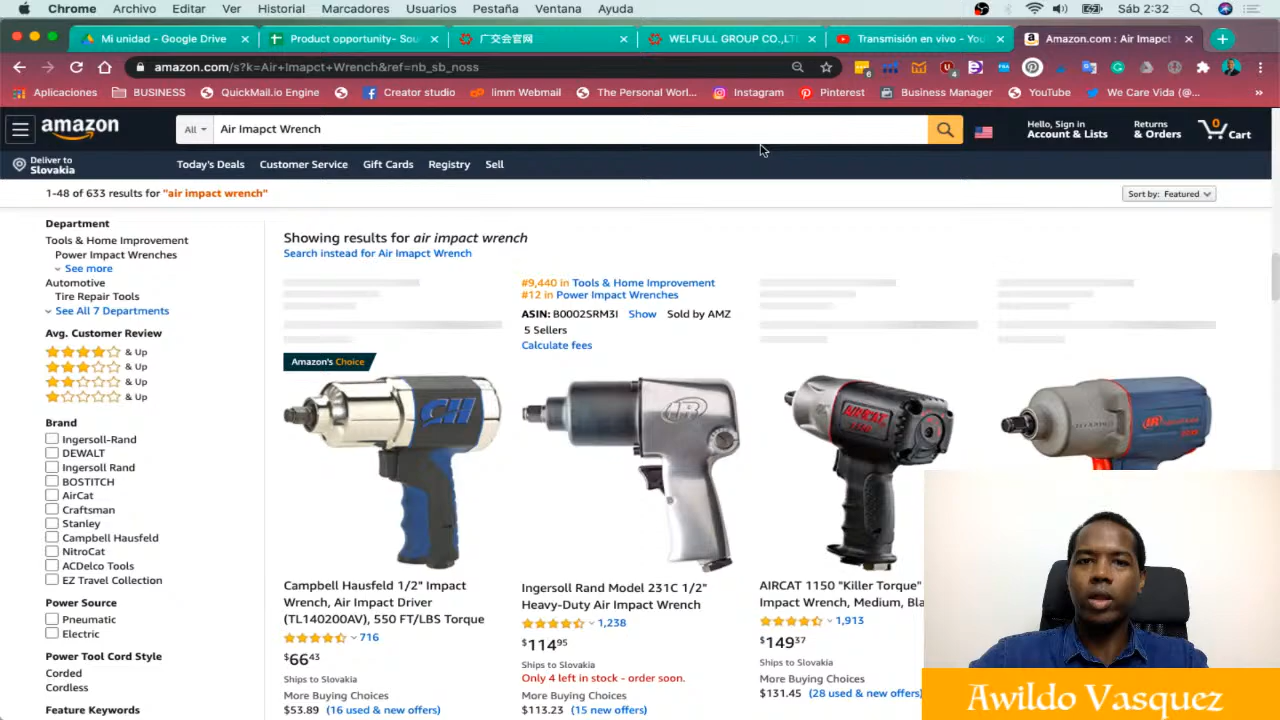 Chrome Archivo Editar Ver Historial Marcadores Usuarios Pestaña Ventana Ayuda
Sáb 2:32
Mi unidad - Google Drive
Product opportunity- Sou
广交会官网
WELFULL GROUP CO.,LT
Transmisión en vivo - You
Amazon.com : Air Imapct
amazon.com/s?k=Air+Imapct+Wrench&ref=nb_sb_noss
Aplicaciones BUSINESS QuickMail.io Engine Creator studio limm Webmail The Personal Worl... Instagram Pinterest Business Manager YouTube We Care Vida (@... »
amazon
All
Air Imapct Wrench
Hello, Sign in
Account & Lists
Returns
& Orders
0
Cart
Deliver to
Slovakia
Today's Deals Customer Service Gift Cards Registry Sell
1-48 of 633 results for "air impact wrench"
Sort by: Featured
Department
Tools & Home Improvement
Power Impact Wrenches
See more
Automotive
Tire Repair Tools
See All 7 Departments
Avg. Customer Review
& Up
& Up
& Up
& Up
Brand
Ingersoll-Rand
DEWALT
Ingersoll Rand
BOSTITCH
AirCat
Craftsman
Stanley
Campbell Hausfeld
NitroCat
ACDelco Tools
EZ Travel Collection
Power Source
Pneumatic
Electric
Power Tool Cord Style
Corded
Cordless
Feature Keywords
Showing results for air impact wrench
Search instead for Air Imapct Wrench
Amazon's Choice
CH
Campbell Hausfeld 1/2" Impact
Wrench, Air Impact Driver
(TL140200AV), 550 FT/LBS Torque
716
$66 43
Ships to Slovakia
More Buying Choices
$53.89 (16 used & new offers)
#9,440 in Tools & Home Improvement
#12 in Power Impact Wrenches
ASIN: B0002SRM3I Show Sold by AMZ
5 Sellers
Calculate fees
IR
Ingersoll Rand Model 231C 1/2"
Heavy-Duty Air Impact Wrench
1,238
$114 95
Ships to Slovakia
Only 4 left in stock - order soon.
More Buying Choices
$113.23 (15 new offers)
AIRCAT
1150
AIRCAT 1150 "Killer Torque"
Impact Wrench, Medium, Bla
1,913
$149 37
Ships to Slovakia
More Buying Choices
$131.45 (28 used & new offers)
IR
Awildo Vasquez